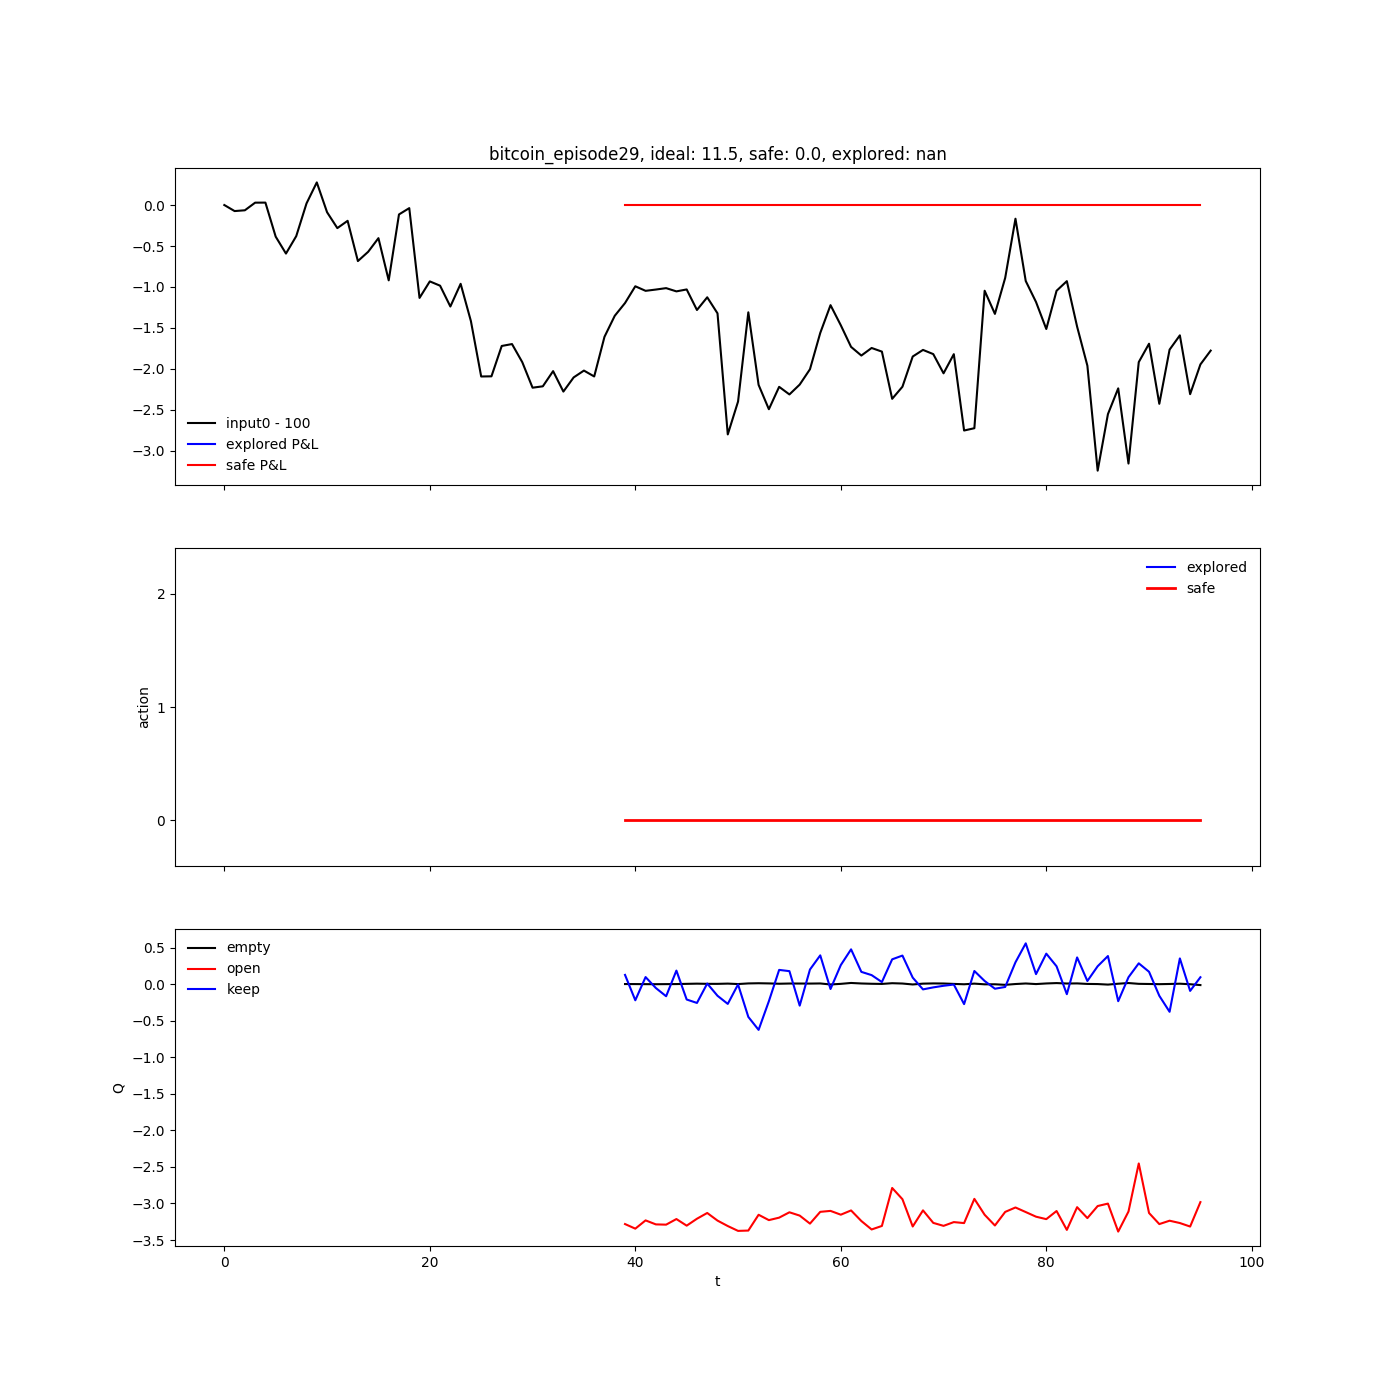 bitcoin_episode29, ideal: 11.5, safe: 0.0, explored: nan
0.0
−0.5
−1.0
−1.5
−2.0
−2.5
−3.0
input0 - 100
explored P&L
safe P&L
2
1
0
action
explored
safe
0.5
0.0
−0.5
−1.0
−1.5
−2.0
−2.5
−3.0
−3.5
Q
empty
open
keep
0 20 40 60 80 100
t